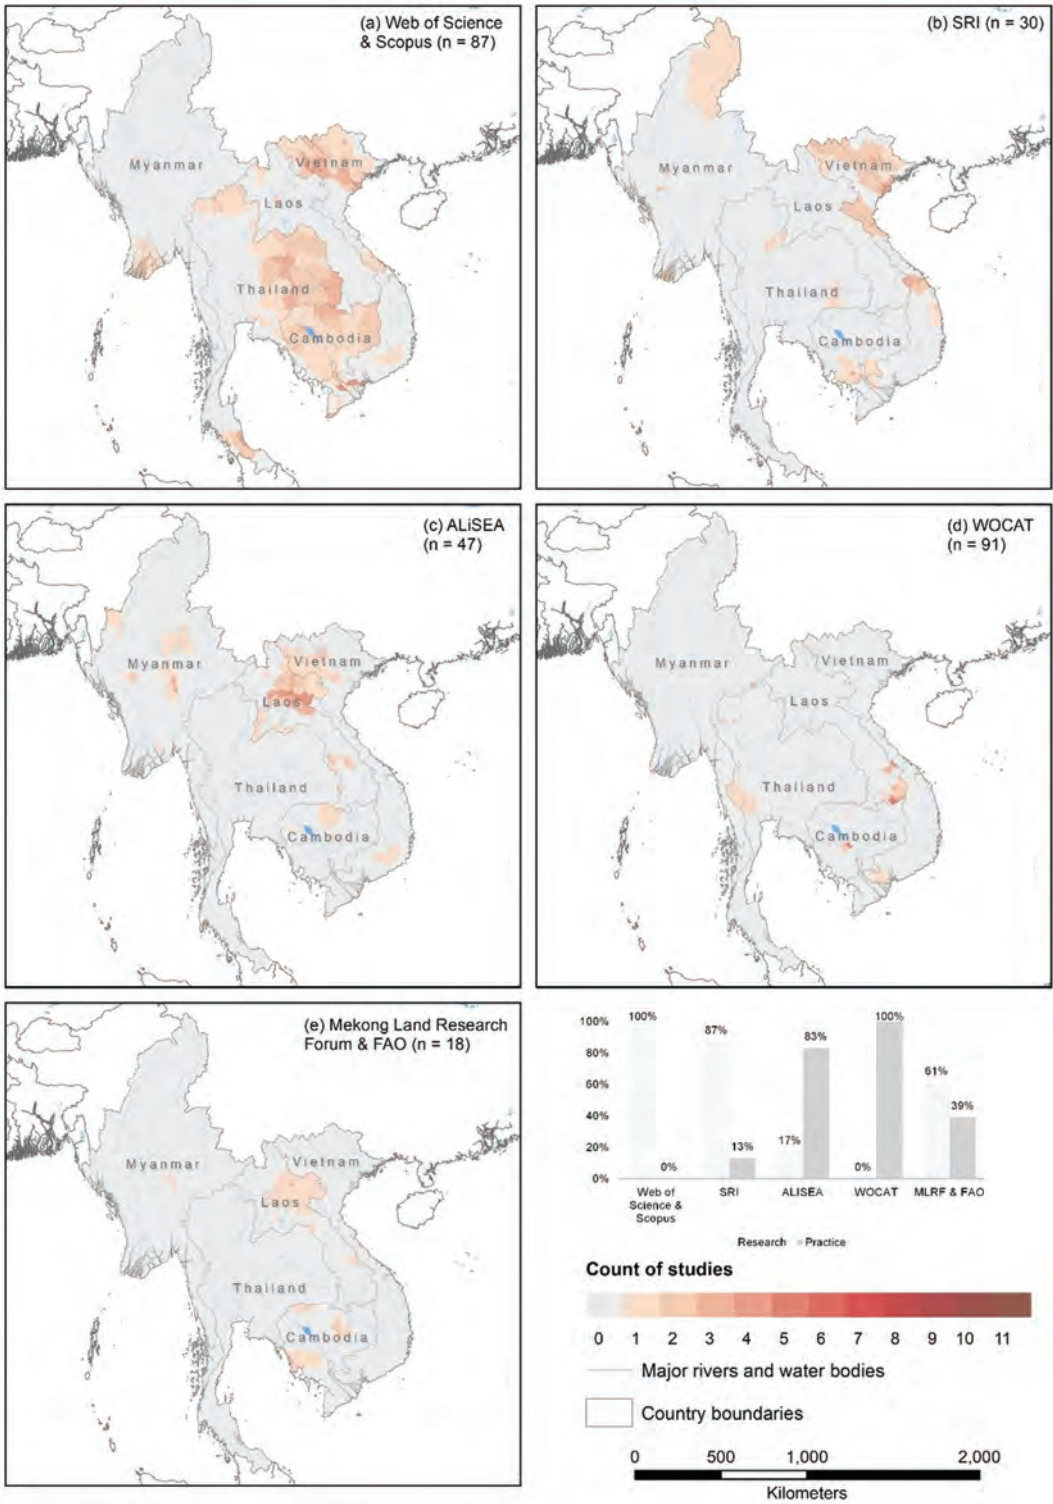 (a) Web of Science
& Scopus (n = 87)
Myanmar
Vietnam
Laos
Thailand
Cambodia
(b) SRI (n = 30)
Myanmar
Vietnam
Laos
Thailand
Cambodia
(c) ALiSEA
(n = 47)
Myanmar
Vietnam
Laos
Thailand
Cambodia
(d) WOCAT
(n = 91)
Myanmar
Vietnam
Laos
Thailand
Cambodia
(e) Mekong Land Research
Forum & FAO (n = 18)
Myanmar
Vietnam
Laos
Thailand
Cambodia
100%
80%
60%
40%
20%
0%
100%
0%
87%
13%
17%
83%
0%
100%
61%
39%
Web of
Science &
Scopus
SRI
ALISEA
WOCAT
MLRF & FAO
Research Practice
Count of studies
0 1 2 3 4 5 6 7 8 9 10 11
Major rivers and water bodies
Country boundaries
0 500 1,000 2,000
Kilometers